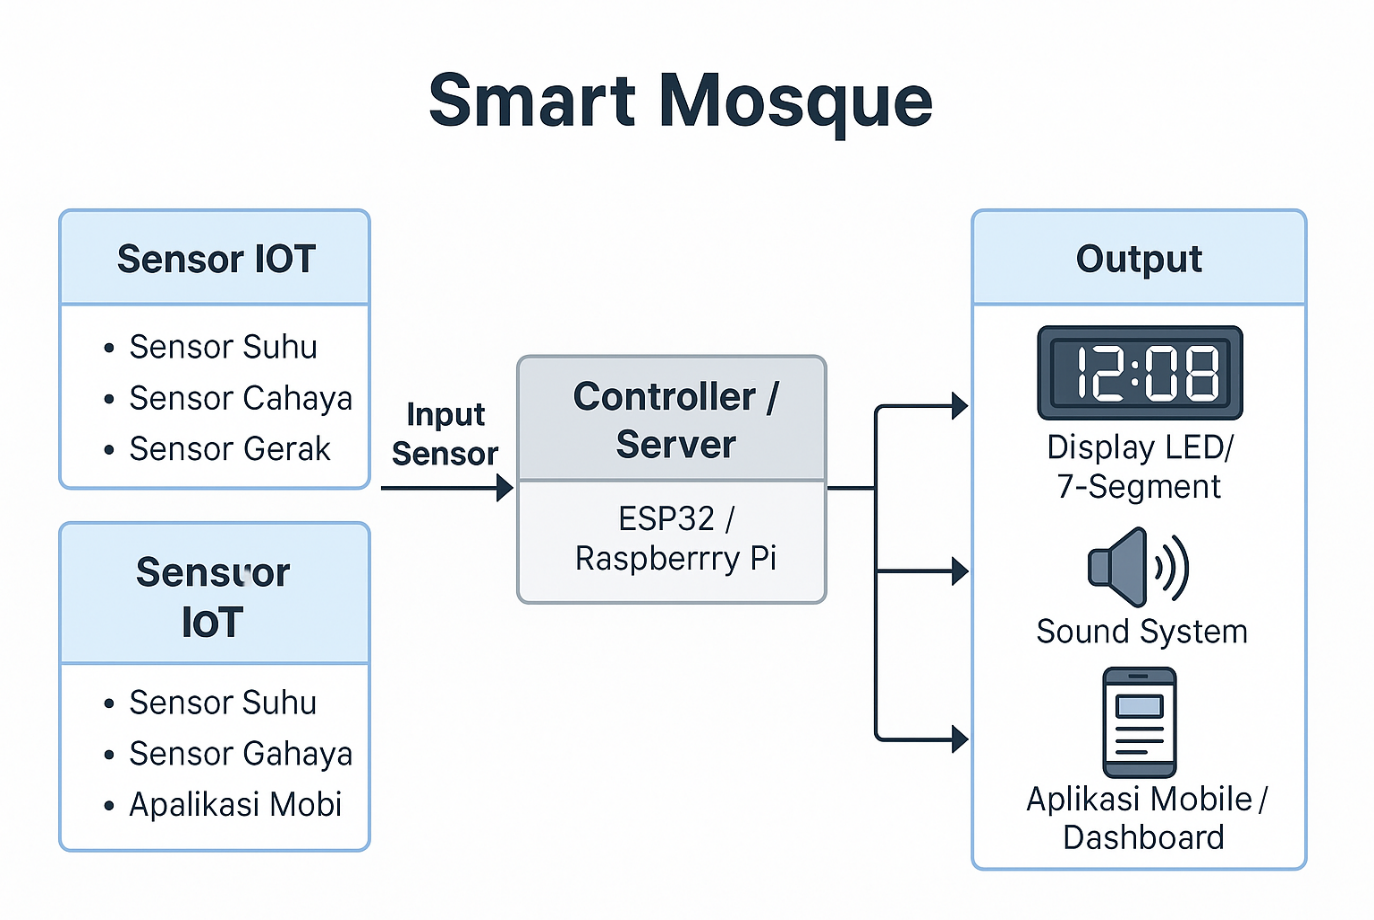 Smart Mosque
Sensor IOT
• Sensor Suhu
• Sensor Cahaya
• Sensor Gerak
Sensuor
IoT
• Sensor Suhu
• Sensor Gahaya
• Apalikasi Mobi
Input
Sensor
Controller /
Server
ESP32 /
Raspberrry Pi
Output
12:08
Display LED/
7-Segment
Sound System
Aplikasi Mobile /
Dashboard